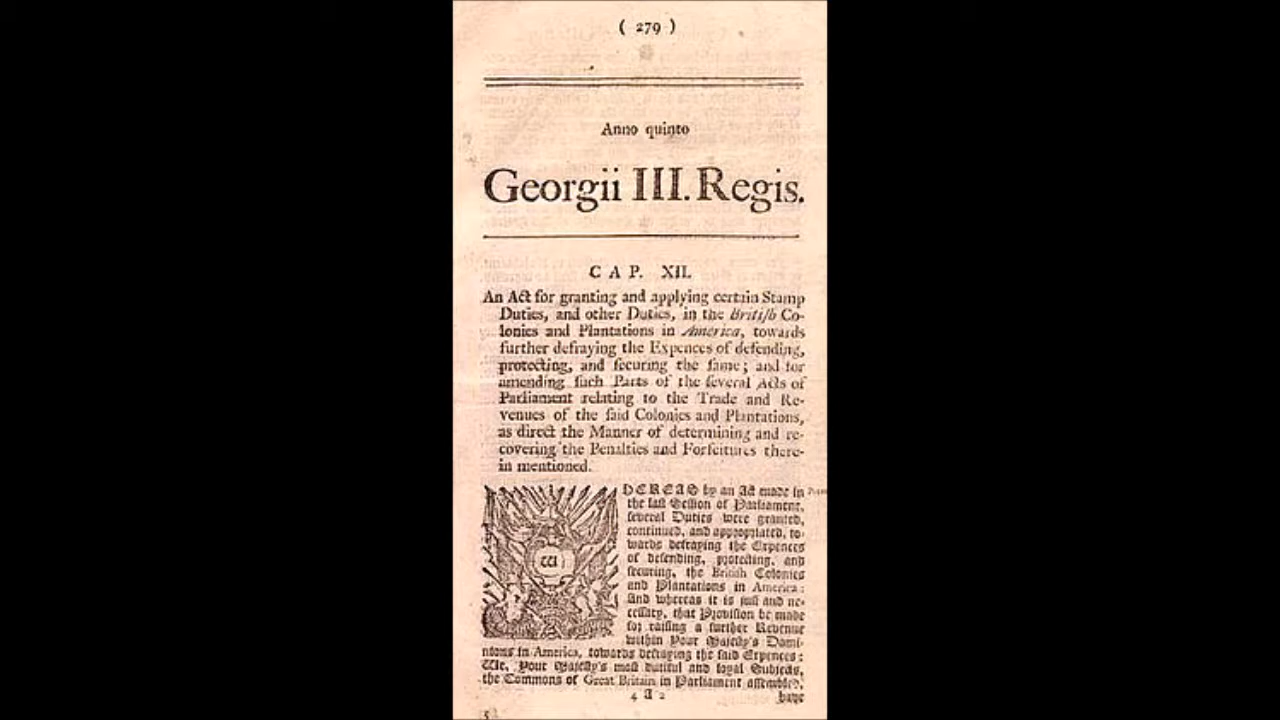 ( 279 )
Anno quinto
Georgii III. Regis.
CAP. XII.
An Act for granting and applying certain Stamp
Duties, and other Duties, in the British Co-
lonies and Plantations in America, towards
further defraying the Expences of defending,
protecting, and securing the same; and for
amending such Parts of the several Acts of
Parliament relating to the Trade and Re-
venues of the said Colonies and Plantations,
as direct the Manner of determining and re-
covering the Penalties and Forfeitures there-
in mentioned.
WHEREAS by an Act made in
the last Session of Parliament,
several Duties were granted,
continued, and appropriated, to-
wards defraying the Expences
of defending, protecting, and
securing, the British Colonies
and Plantations in America:
And whereas it is just and ne-
cessary, that Provision be made
for raising a further Revenue
within Your Majesty's Domi-
nions in America, towards defraying the said Expences:
We, Your Majesty's most dutiful and loyal Subjects,
the Commons of Great Britain in Parliament assembled,
4 A 2
have